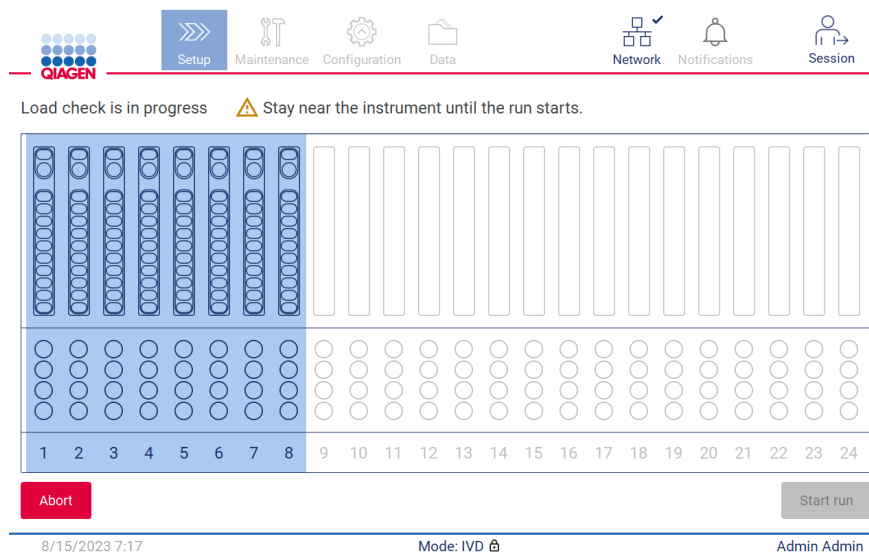 QIAGEN
Setup Maintenance Configuration Data Network Notifications Session
Load check is in progress Stay near the instrument until the run starts.
1 2 3 4 5 6 7 8 9 10 11 12 13 14 15 16 17 18 19 20 21 22 23 24
Abort Start run
8/15/2023 7:17 Mode: IVD Admin Admin